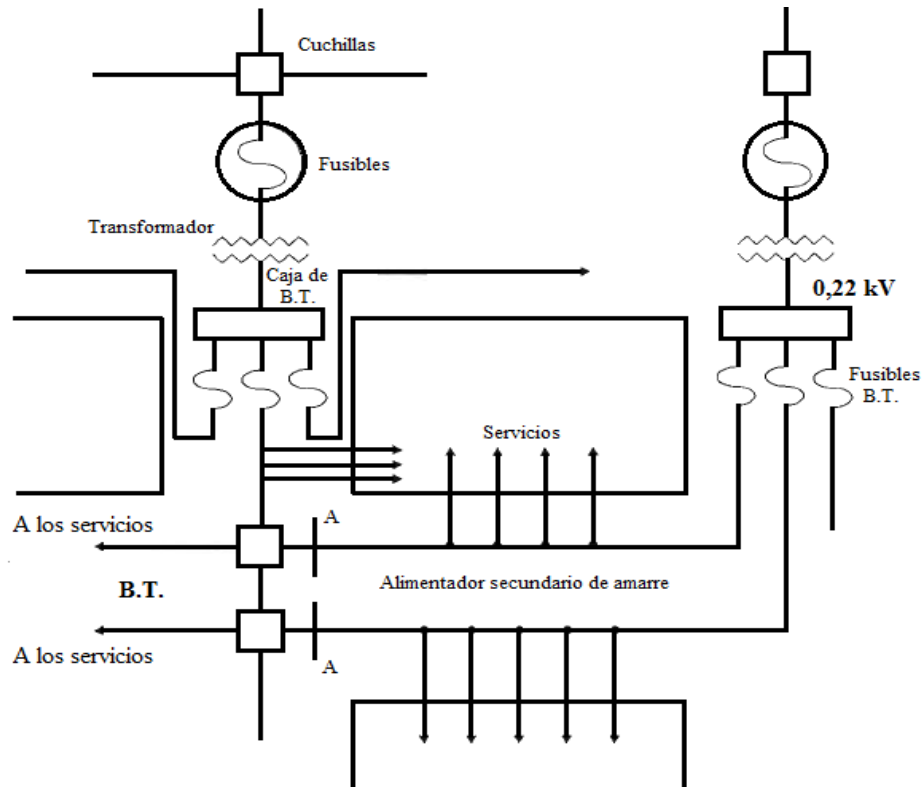 Cuchillas
Fusibles
Transformador
Caja de
B.T.
0,22 kV
Fusibles
B.T.
Servicios
A los servicios
A
B.T.
Alimentador secundario de amarre
A los servicios
A